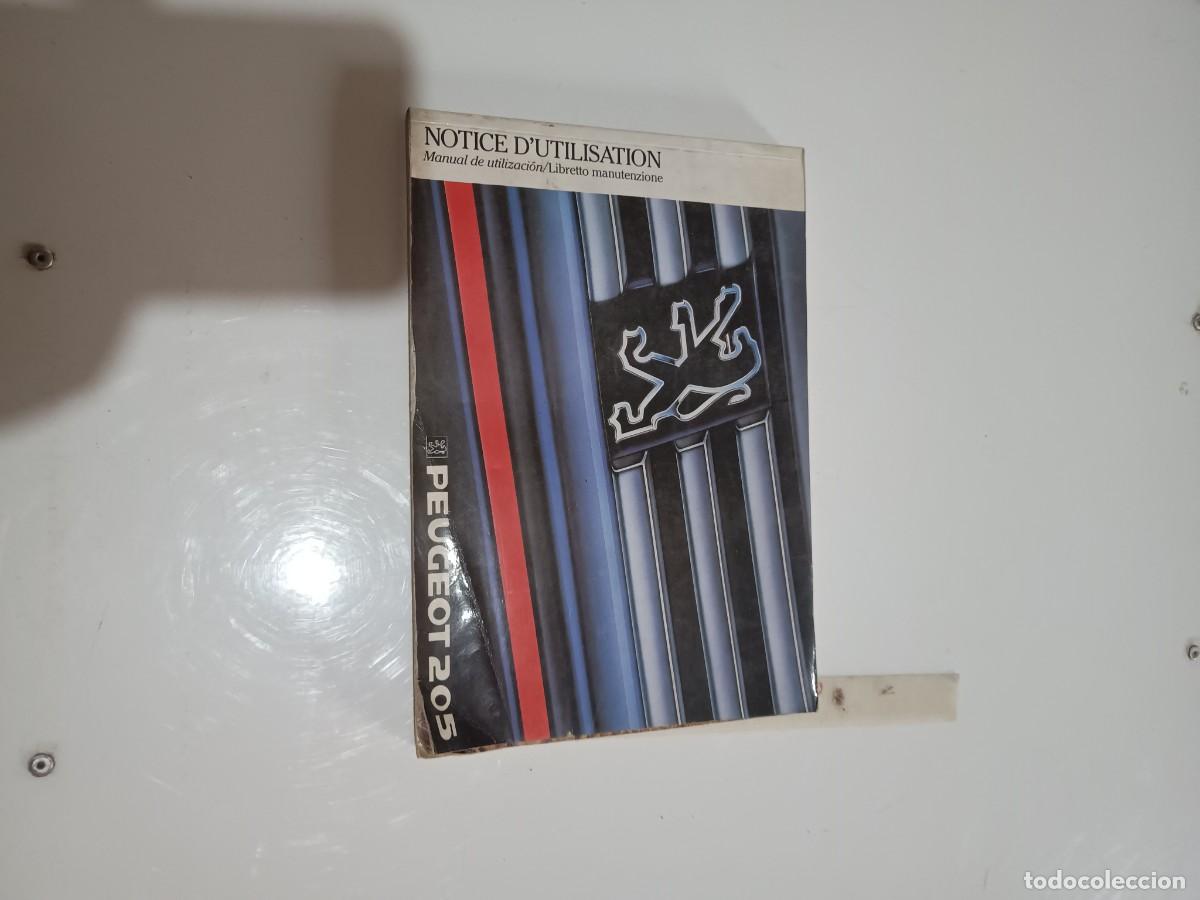 NOTICE D'UTILISATION
Manual de utilización/Libretto manutenzione
PEUGEOT 205
todocoleccion